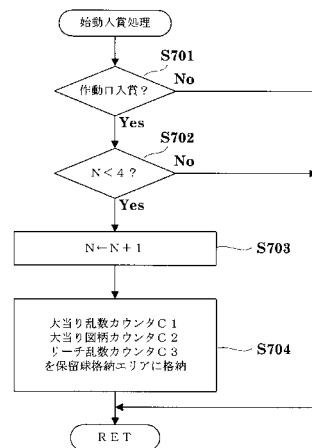 始動入賞処理
S701
作動口入賞？
No
Yes
S702
N＜4？
No
Yes
N←N＋1
S703
大当り乱数カウンタC1
大当り図柄カウンタC2
リーチ乱数カウンタC3
を保留球格納エリアに格納
S704
RET